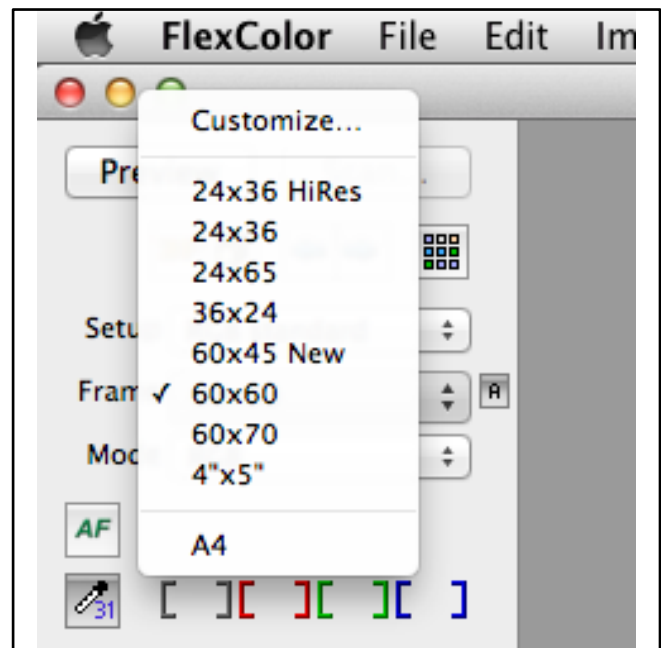 FlexColor File Edit Im
Customize...
Pre
24x36 HiRes
24x36
24x65
36x24
Setu
60x45 New
Fram ✓ 60x60 A
60x70
Mod
4"x5"
AF
A4
31 [ ] [ ] [ ] [ ]